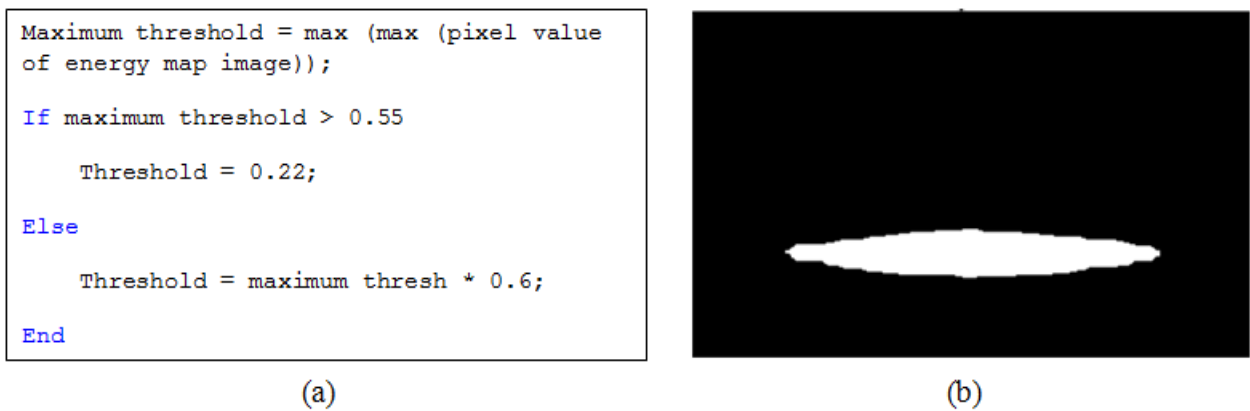 Maximum threshold = max (max (pixel value
of energy map image));
If maximum threshold > 0.55
Threshold = 0.22;
Else
Threshold = maximum thresh * 0.6;
End
(a)
(b)